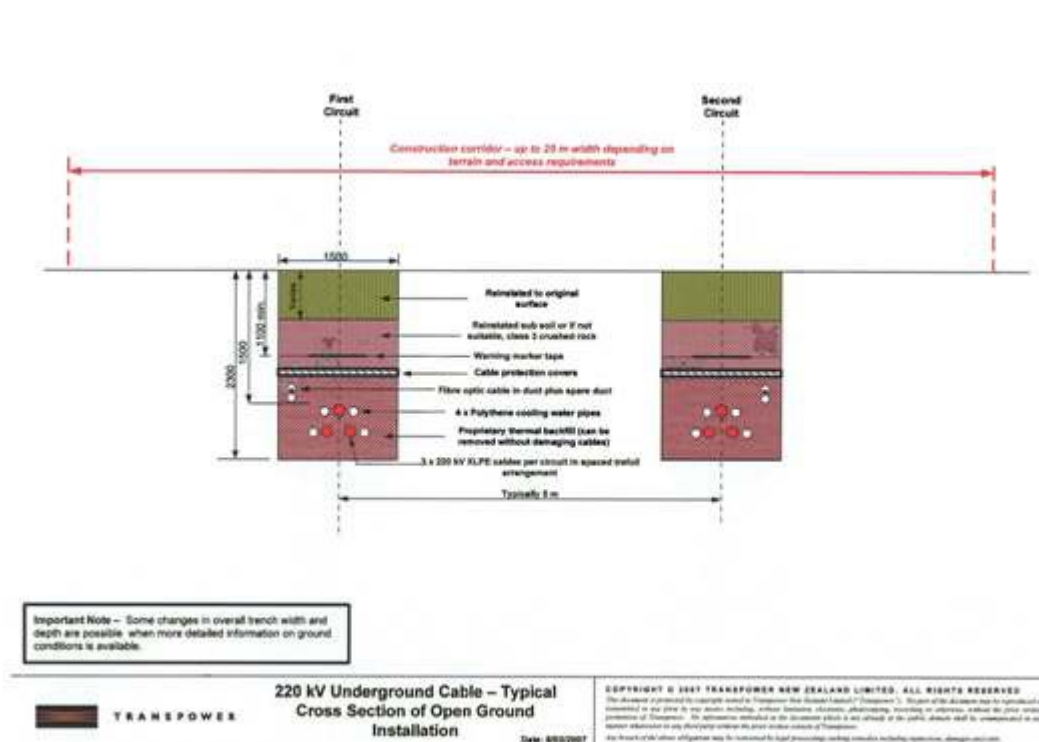 First
Circuit
Second
Circuit
Construction corridor – up to 25 m width depending on
terrain and access requirements
1500
Varies
1100 min
1500
2300
Reinstated to original
surface
Reinstated sub soil or if not
suitable, class 3 crushed rock
Warning marker tape
Cable protection covers
Fibre optic cable in duct plus spare duct
4 x Polythene cooling water pipes
Proprietary thermal backfill (can be
removed without damaging cables)
3 x 220 kV XLPE cables per circuit in spaced trefoil
arrangement
Typically 5 m
Important Note – Some changes in overall trench width and
depth are possible when more detailed information on ground
conditions is available.
TRANSPOWER
220 kV Underground Cable – Typical
Cross Section of Open Ground
Installation
Date:
COPYRIGHT © 2007 TRANSPOWER NEW ZEALAND LIMITED. ALL RIGHTS RESERVED